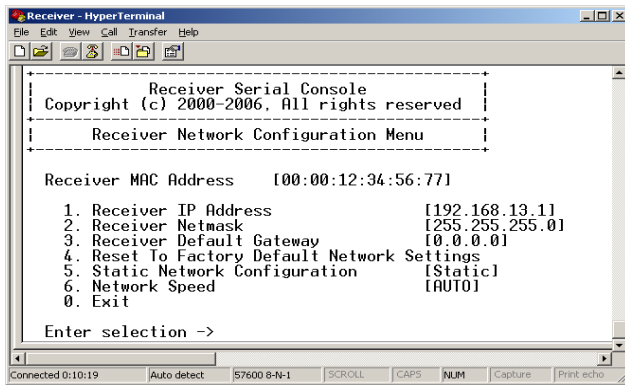 Receiver - HyperTerminal
File Edit View Call Transfer Help
Receiver Serial Console
Copyright (c) 2000-2006, All rights reserved
Receiver Network Configuration Menu
Receiver MAC Address [00:00:12:34:56:77]
1. Receiver IP Address [192.168.13.1]
2. Receiver Netmask [255.255.255.0]
3. Receiver Default Gateway [0.0.0.0]
4. Reset To Factory Default Network Settings
5. Static Network Configuration [Static]
6. Network Speed [AUTO]
0. Exit
Enter selection ->
Connected 0:10:19 Auto detect 57600 8-N-1 SCROLL CAPS NUM Capture Print echo